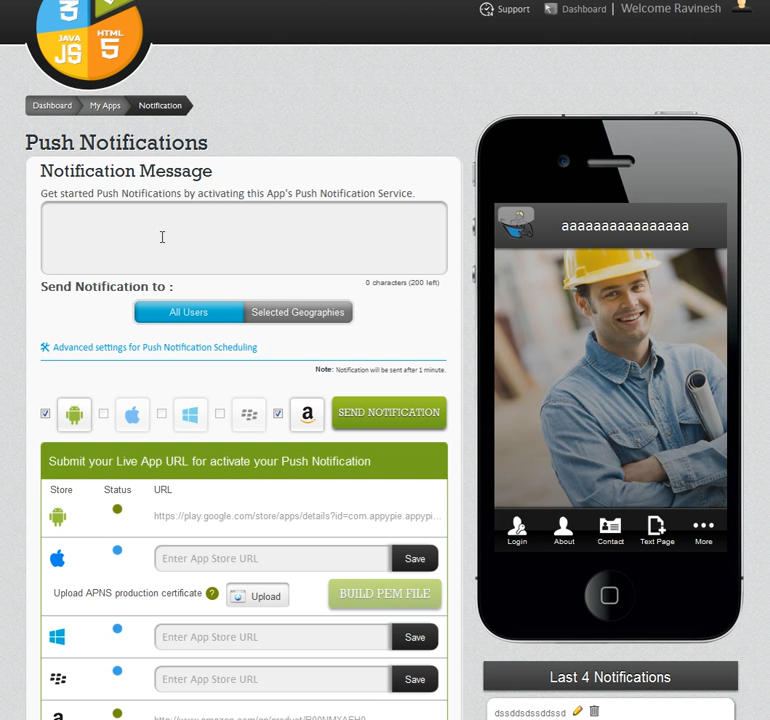 Support
Dashboard | Welcome Ravinesh
3
JAVA
JS
HTML
5
Dashboard
My Apps
Notification
Push Notifications
Notification Message
Get started Push Notifications by activating this App's Push Notification Service.
Send Notification to :
0 characters (200 left)
All Users
Selected Geographies
Advanced settings for Push Notification Scheduling
Note: Notification will be sent after 1 minute.
a
SEND NOTIFICATION
Submit your Live App URL for activate your Push Notification
Store
Status
URL
https://play.google.com/store/apps/details?id=com.appypie.appypi...
Enter App Store URL
Save
Upload APNS production certificate
?
Upload
BUILD PEM FILE
Enter App Store URL
Save
Enter App Store URL
Save
a
aaaaaaaaaaaaaaaa
Login
About
Contact
Text Page
More
Last 4 Notifications
dssddsdssddssd